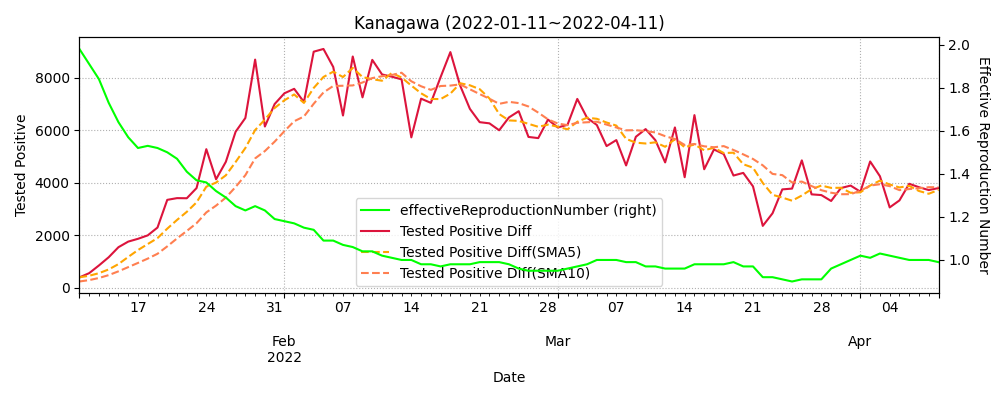 Kanagawa (2022-01-11~2022-04-11)
Tested Positive
8000
6000
4000
2000
0
2.0
1.8
1.6
1.4
1.2
1.0
Effective Reproduction Number
effectiveReproductionNumber (right)
Tested Positive Diff
Tested Positive Diff(SMA5)
Tested Positive Diff(SMA10)
17 24 31 07 14 21 28 07 14 21 28 04
Feb Mar Apr
2022
Date